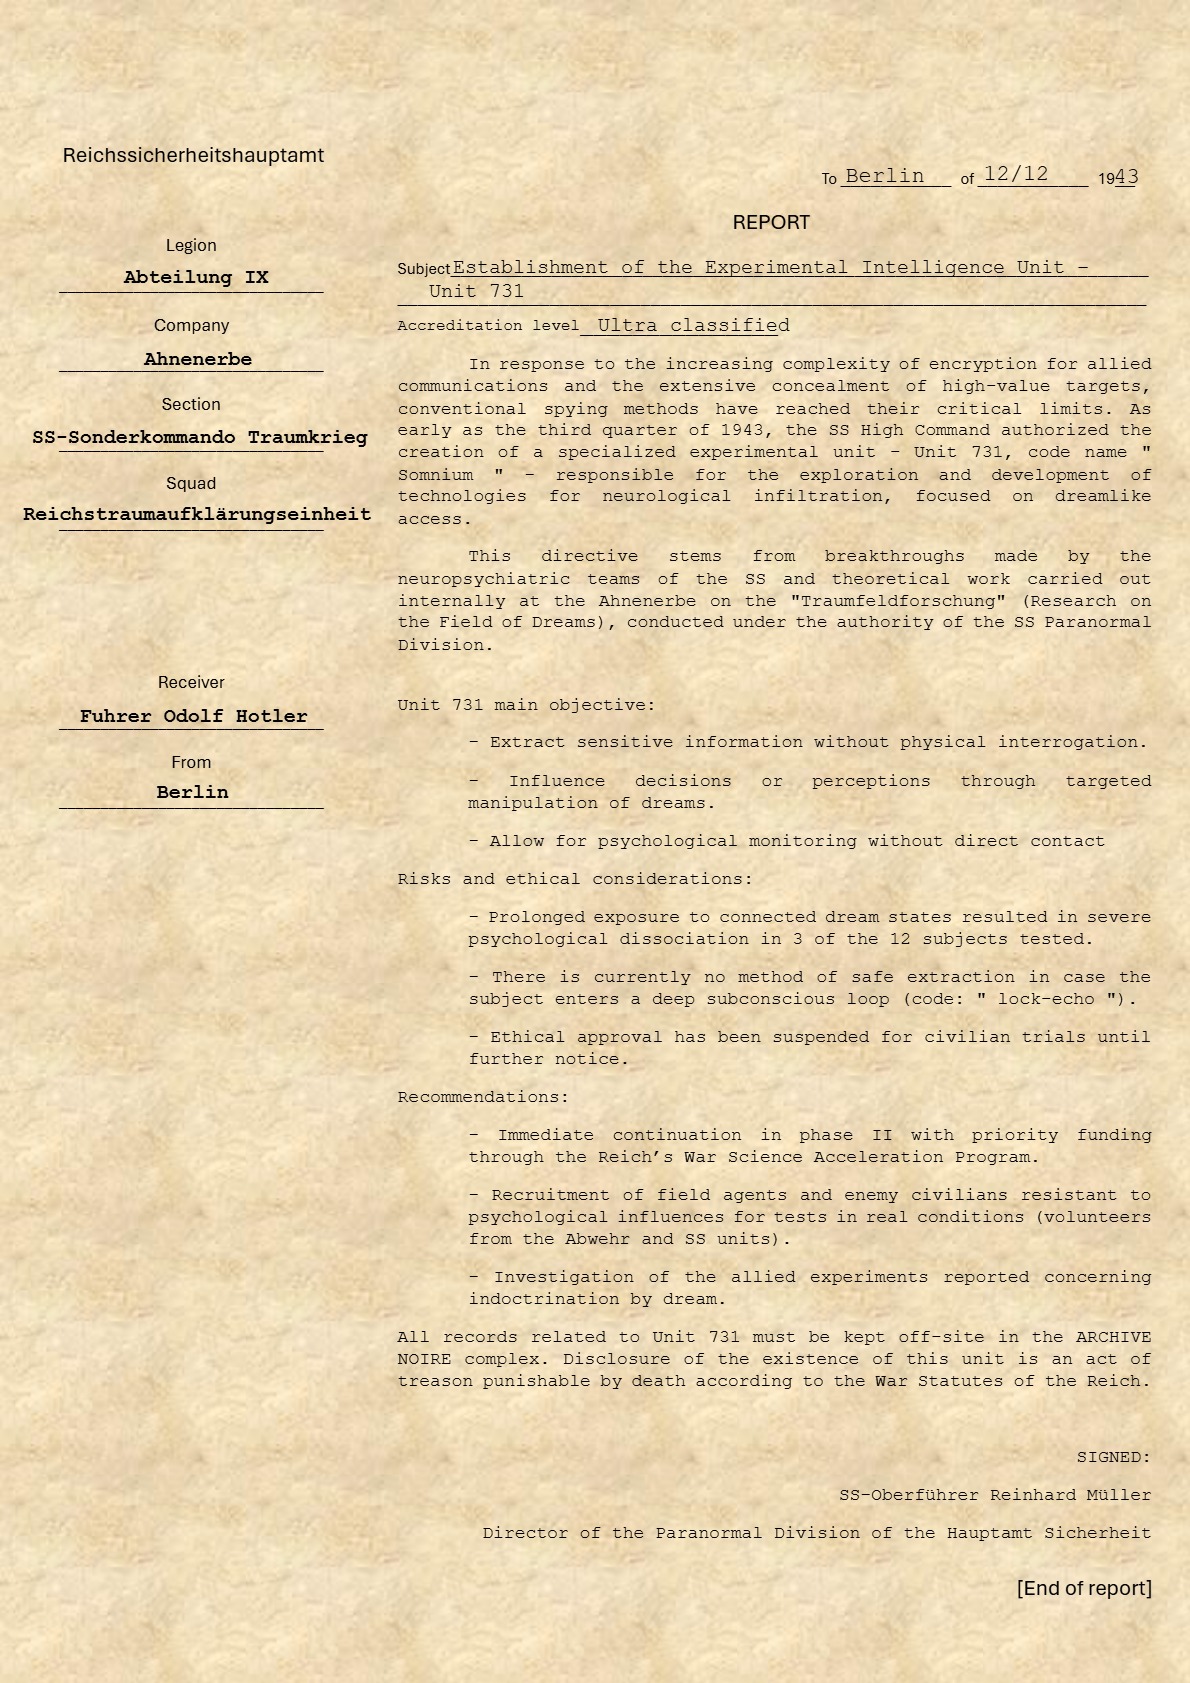 Reichssicherheitshauptamt
To Berlin of 12/12 1943
REPORT
Legion
Abteilung IX
Company
Ahnenerbe
Section
SS-Sonderkommando Traumkrieg
Squad
Reichstraumaufklärungseinheit
Receiver
Fuhrer Odolf Hotler
From
Berlin
Subject Establishment of the Experimental Intelligence Unit –
Unit 731
Accreditation level Ultra classified
In response to the increasing complexity of encryption for allied
communications and the extensive concealment of high-value targets,
conventional spying methods have reached their critical limits. As
early as the third quarter of 1943, the SS High Command authorized the
creation of a specialized experimental unit – Unit 731, code name "
Somnium " – responsible for the exploration and development of
technologies for neurological infiltration, focused on dreamlike
access.
This directive stems from breakthroughs made by the
neuropsychiatric teams of the SS and theoretical work carried out
internally at the Ahnenerbe on the "Traumfeldforschung" (Research on
the Field of Dreams), conducted under the authority of the SS Paranormal
Division.
Unit 731 main objective:
– Extract sensitive information without physical interrogation.
– Influence decisions or perceptions through targeted
manipulation of dreams.
– Allow for psychological monitoring without direct contact
Risks and ethical considerations:
– Prolonged exposure to connected dream states resulted in severe
psychological dissociation in 3 of the 12 subjects tested.
– There is currently no method of safe extraction in case the
subject enters a deep subconscious loop (code: " lock-echo ").
– Ethical approval has been suspended for civilian trials until
further notice.
Recommendations:
– Immediate continuation in phase II with priority funding
through the Reich’s War Science Acceleration Program.
– Recruitment of field agents and enemy civilians resistant to
psychological influences for tests in real conditions (volunteers
from the Abwehr and SS units).
– Investigation of the allied experiments reported concerning
indoctrination by dream.
All records related to Unit 731 must be kept off-site in the ARCHIVE
NOIRE complex. Disclosure of the existence of this unit is an act of
treason punishable by death according to the War Statutes of the Reich.
SIGNED:
SS-Oberführer Reinhard Müller
Director of the Paranormal Division of the Hauptamt Sicherheit
[End of report]